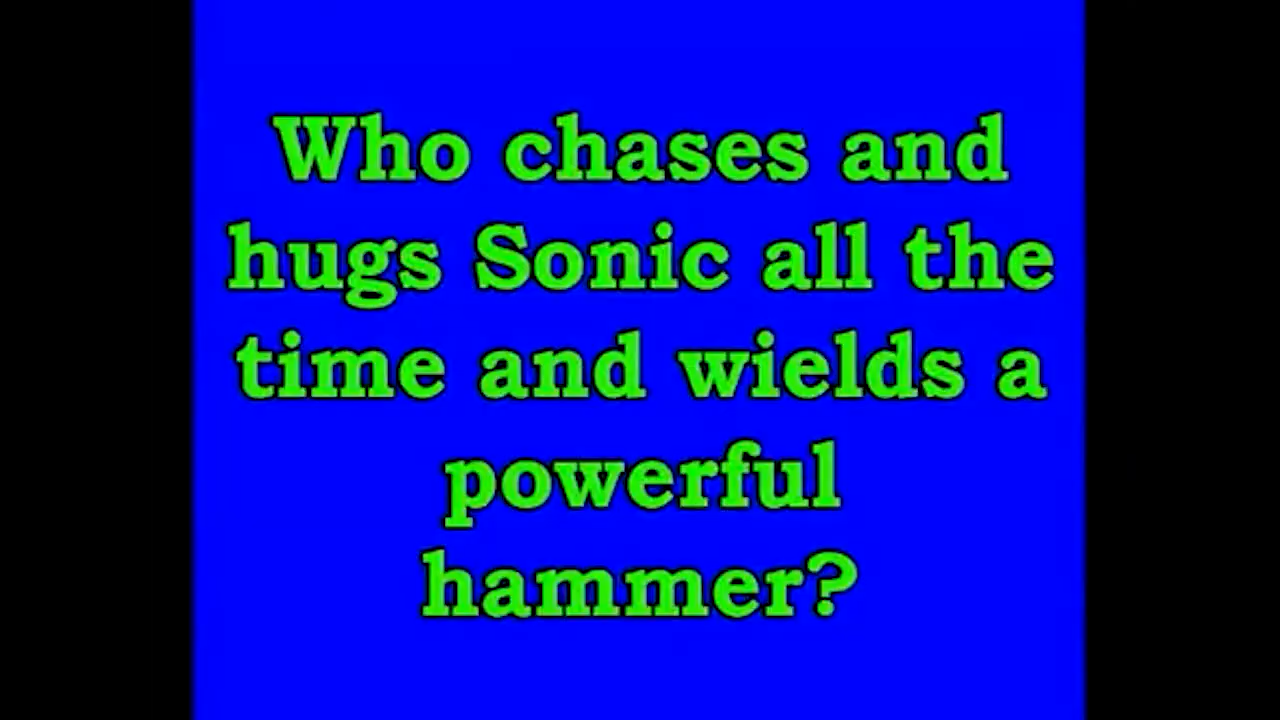 Who chases and
hugs Sonic all the
time and wields a
powerful
hammer?